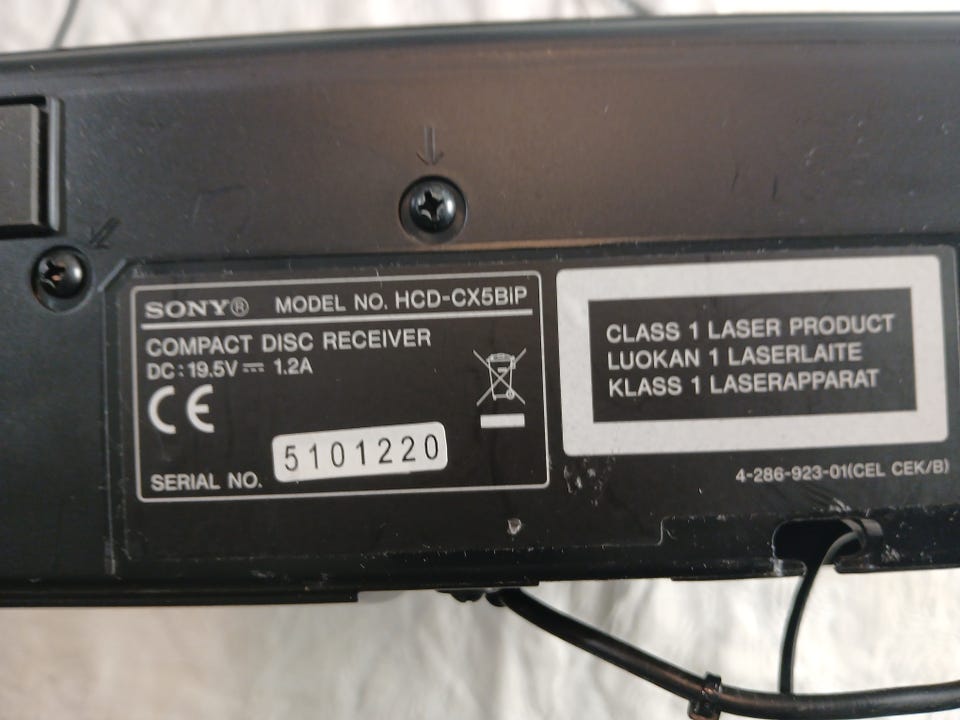 SONY® MODEL NO. HCD-CX5BiP
COMPACT DISC RECEIVER
DC : 19.5V ⎓ 1.2A
CE
SERIAL NO. 5101220
CLASS 1 LASER PRODUCT
LUOKAN 1 LASERLAITE
KLASS 1 LASERAPPARAT
4-286-923-01(CEL CEK/B)